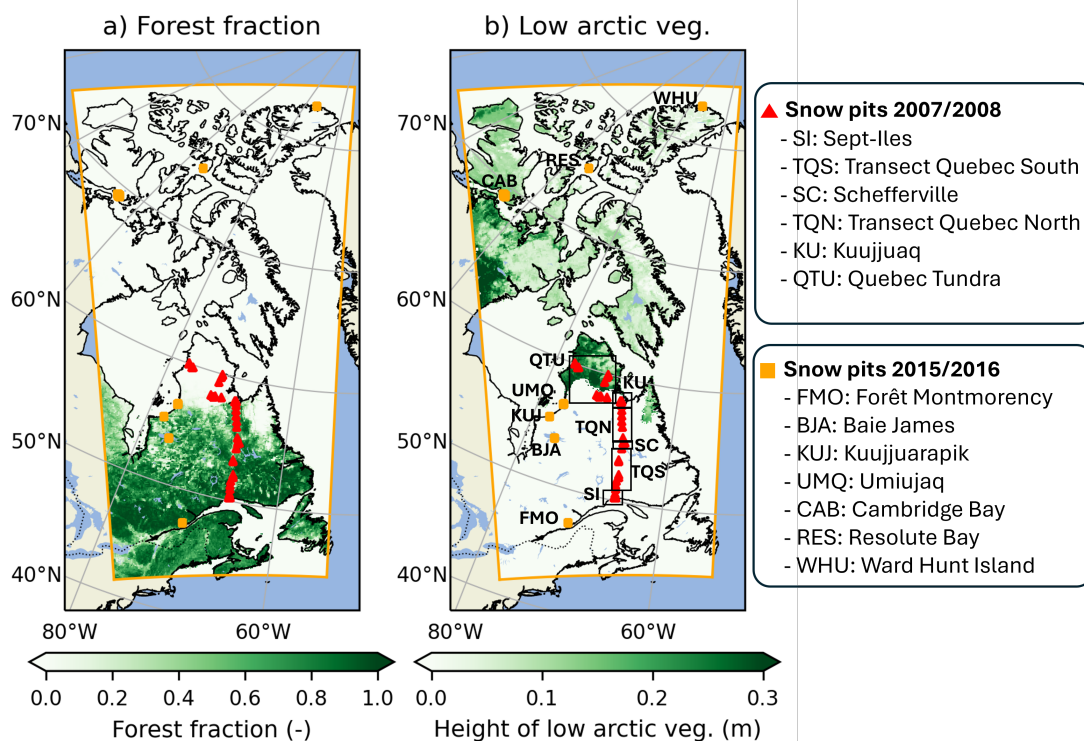 a) Forest fraction
b) Low arctic veg.
70°N
60°N
50°N
40°N
80°W
60°W
0.0 0.2 0.4 0.6 0.8 1.0
Forest fraction (-)
WHU
RES
CAB
QTU
KU
UMQ
KUJ
TQN
SC
BJA
TQS
SI
FMO
70°N
60°N
50°N
40°N
80°W
60°W
0.0 0.1 0.2 0.3
Height of low arctic veg. (m)
Snow pits 2007/2008
- SI: Sept-Iles
- TQS: Transect Quebec South
- SC: Schefferville
- TQN: Transect Quebec North
- KU: Kuujjuaq
- QTU: Quebec Tundra
Snow pits 2015/2016
- FMO: Forêt Montmorency
- BJA: Baie James
- KUJ: Kuujjuarapik
- UMQ: Umiujaq
- CAB: Cambridge Bay
- RES: Resolute Bay
- WHU: Ward Hunt Island